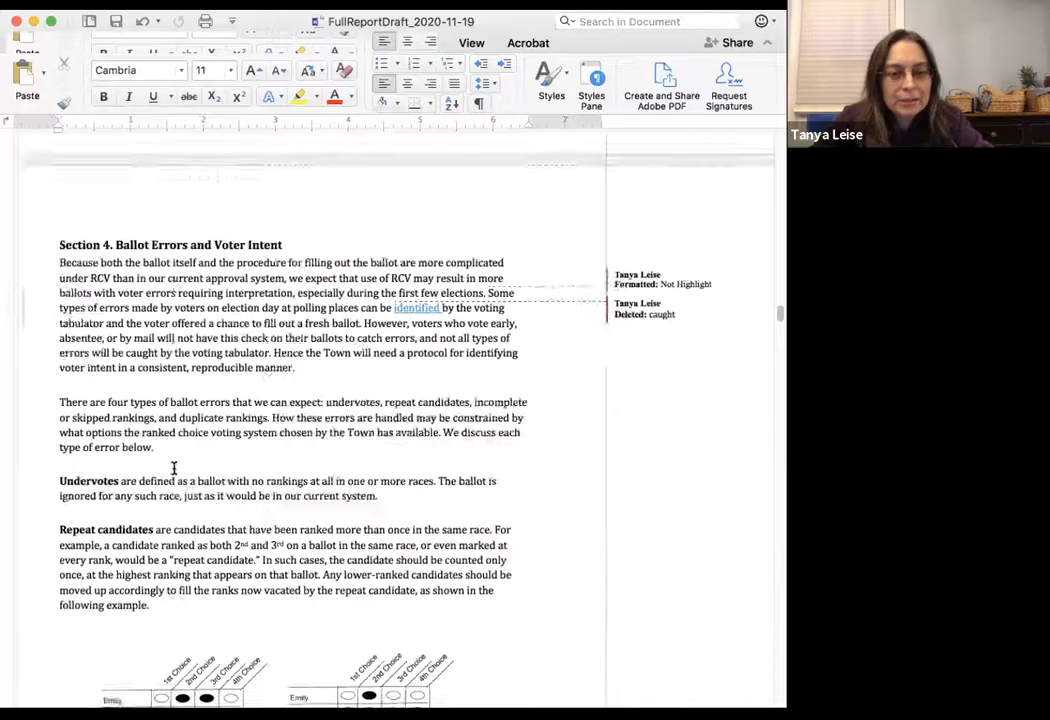 FullReportDraft_2020-11-19
Search in Document
View Acrobat
Share
Cambria 11
Paste
Styles
Styles Pane
Create and Share Adobe PDF
Request Signatures
1 2 3 4 5 6 7
Tanya Leise
Section 4. Ballot Errors and Voter Intent
Because both the ballot itself and the procedure for filling out the ballot are more complicated
under RCV than in our current approval system, we expect that use of RCV may result in more
ballots with voter errors requiring interpretation, especially during the first few elections. Some
types of errors made by voters on election day at polling places can be identified by the voting
tabulator and the voter offered a chance to fill out a fresh ballot. However, voters who vote early,
absentee, or by mail will not have this check on their ballots to catch errors, and not all types of
errors will be caught by the voting tabulator. Hence the Town will need a protocol for identifying
voter intent in a consistent, reproducible manner.
Tanya Leise
Formatted: Not Highlight
Tanya Leise
Deleted: caught
There are four types of ballot errors that we can expect: undervotes, repeat candidates, incomplete
or skipped rankings, and duplicate rankings. How these errors are handled may be constrained by
what options the ranked choice voting system chosen by the Town has available. We discuss each
type of error below.
Undervotes are defined as a ballot with no rankings at all in one or more races. The ballot is
ignored for any such race, just as it would be in our current system.
Repeat candidates are candidates that have been ranked more than once in the same race. For
example, a candidate ranked as both 2nd and 3rd on a ballot in the same race, or even marked at
every rank, would be a "repeat candidate." In such cases, the candidate should be counted only
once, at the highest ranking that appears on that ballot. Any lower-ranked candidates should be
moved up accordingly to fill the ranks now vacated by the repeat candidate, as shown in the
following example.
1st Choice 2nd Choice 3rd Choice 4th Choice
1st Choice 2nd Choice 3rd Choice 4th Choice
Emily
Emily